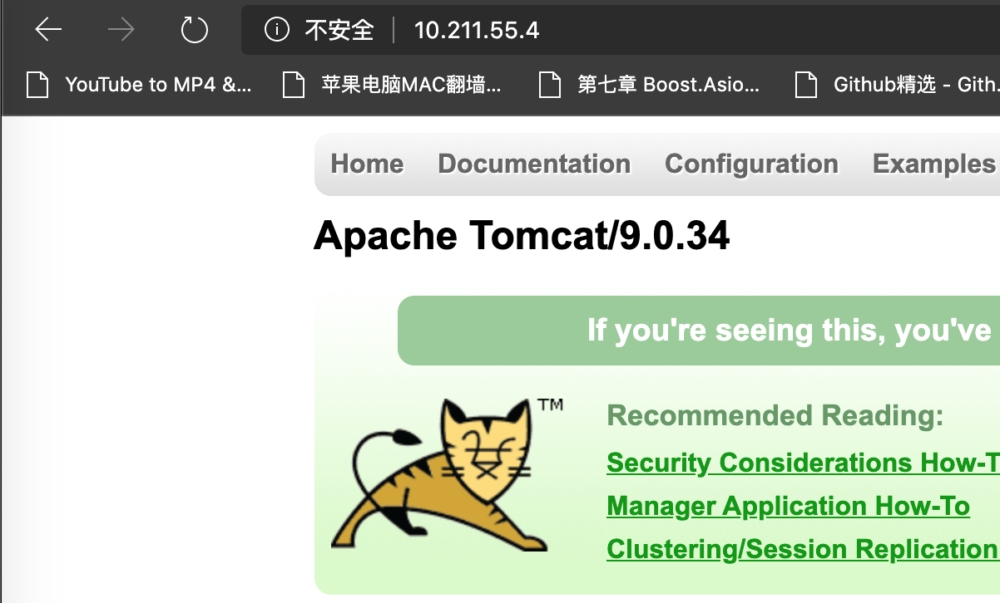 不安全 10.211.55.4
YouTube to MP4 &... 苹果电脑MAC翻墙... 第七章 Boost.Asio... Github精选 - Gith.
Home Documentation Configuration Examples
Apache Tomcat/9.0.34
If you're seeing this, you've
TM
Recommended Reading:
Security Considerations How-T
Manager Application How-To
Clustering/Session Replication